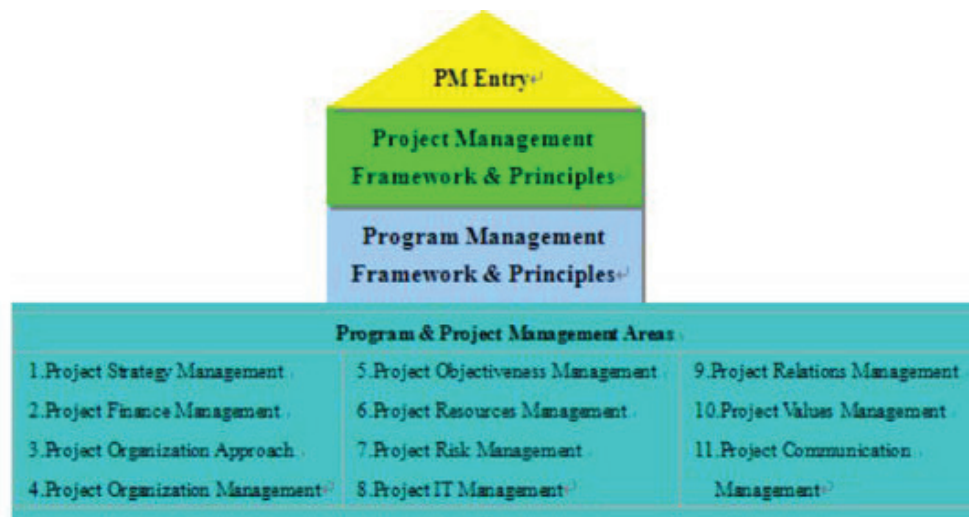 PM Entry
Project Management
Framework & Principles
Program Management
Framework & Principles
Program & Project Management Areas
1.Project Strategy Management
2.Project Finance Management
3.Project Organization Approach
4.Project Organization Management
5.Project Objectiveness Management
6.Project Resources Management
7.Project Risk Management
8.Project IT Management
9.Project Relations Management
10.Project Values Management
11.Project Communication
Management